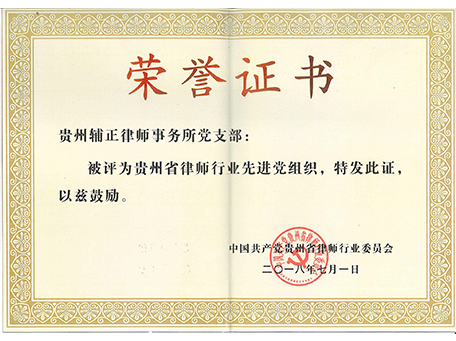 荣誉证书
贵州辅正律师事务所党支部：
被评为贵州省律师行业先进党组织，特发此证，
以兹鼓励。
中国共产党贵州省律师行业委员会
二〇一八年七月一日